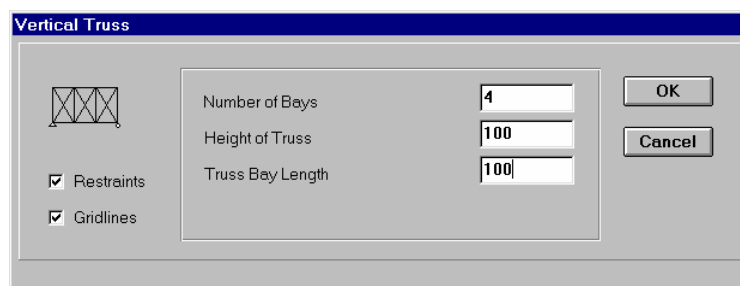 Vertical Truss
Number of Bays 4
Height of Truss 100
Truss Bay Length 100
Restraints
Gridlines
OK
Cancel